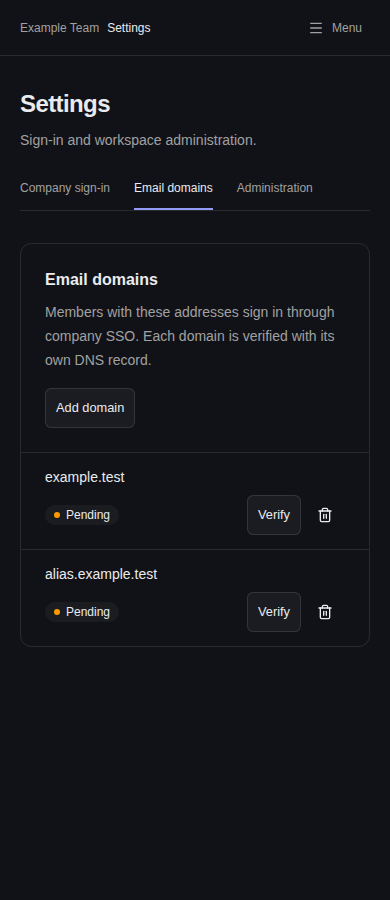 Example Team Settings Menu
Settings
Sign-in and workspace administration.
Company sign-in Email domains Administration
Email domains
Members with these addresses sign in through
company SSO. Each domain is verified with its
own DNS record.
Add domain
example.test
Pending Verify
alias.example.test
Pending Verify